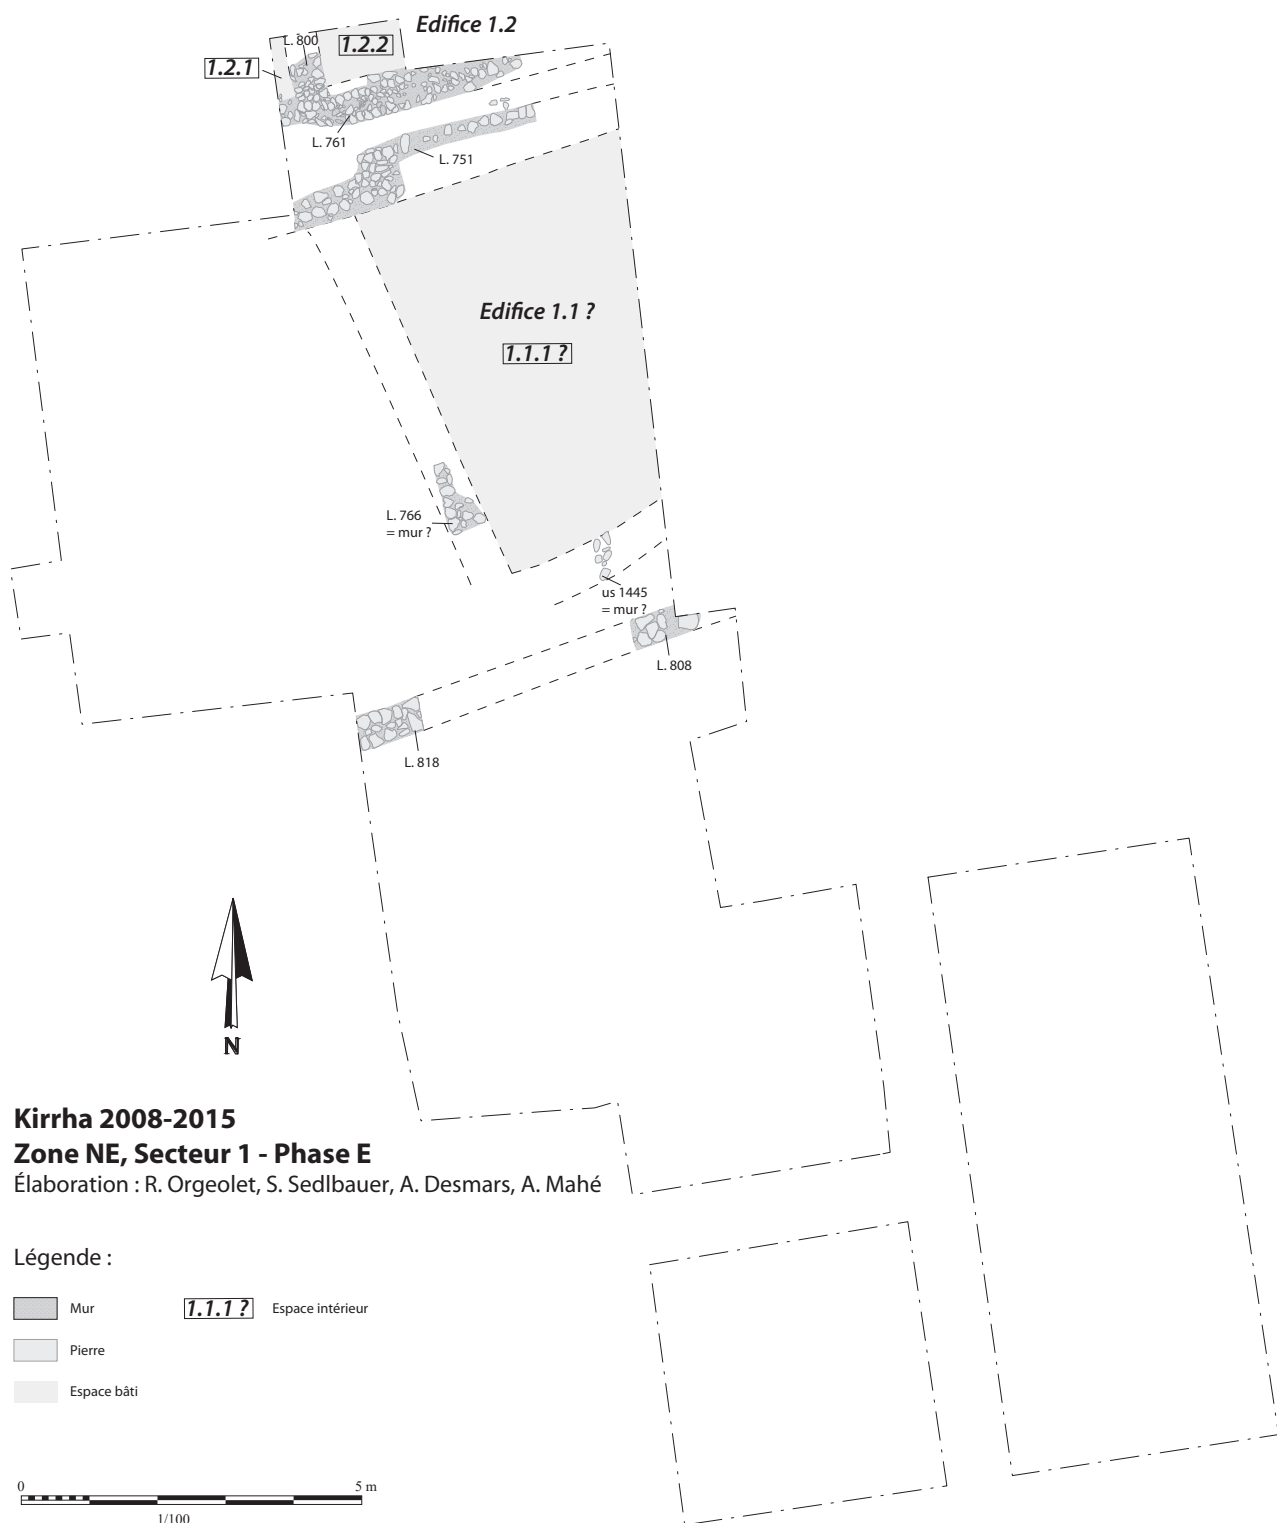 Edifice 1.2
L. 800
1.2.2
1.2.1
L. 761
L. 751
Edifice 1.1 ?
1.1.1 ?
L. 766
= mur ?
us 1445
= mur ?
L. 808
L. 818
N
Kirrha 2008-2015
Zone NE, Secteur 1 - Phase E
Élaboration : R. Orgeolet, S. Sedlbauer, A. Desmars, A. Mahé
Légende :
Mur
1.1.1 ?
Espace intérieur
Pierre
Espace bâti
0
5 m
1/100